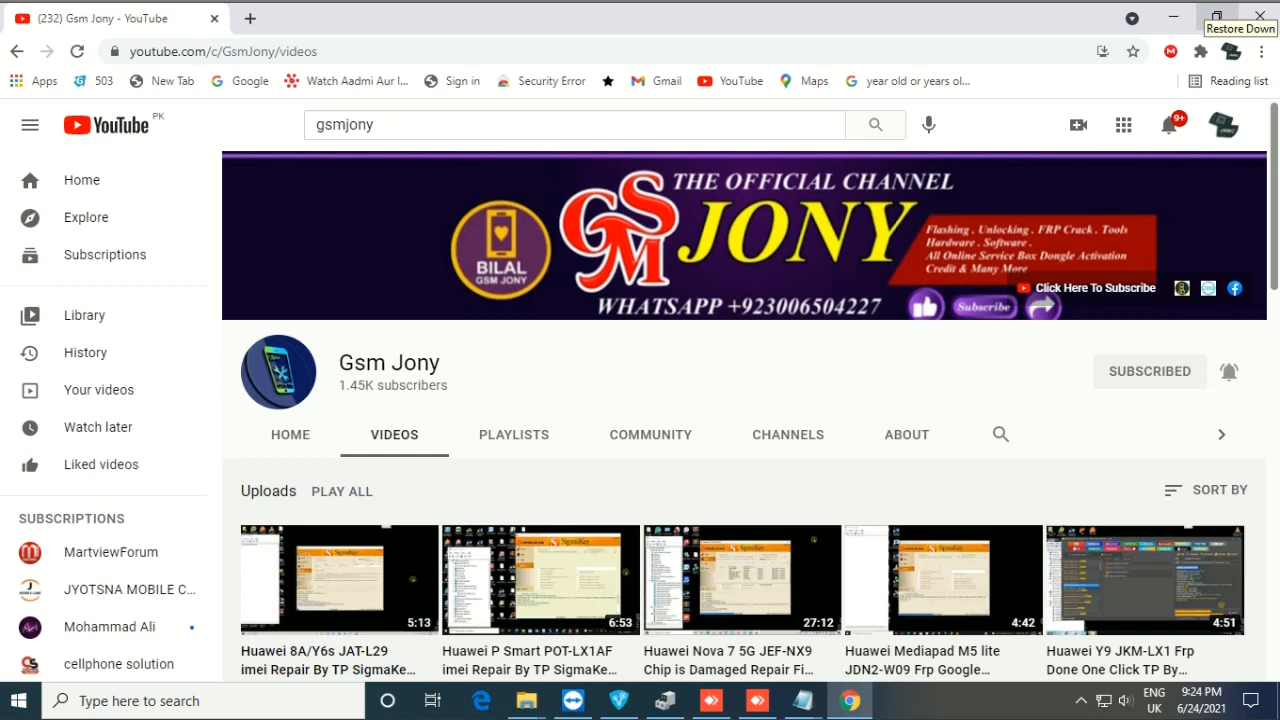 (232) Gsm Jony - YouTube
Restore Down
youtube.com/c/GsmJony/videos
Apps 503 New Tab Google Watch Aadmi Aur I... Sign in Security Error Gmail YouTube Maps year old or years ol... Reading list
YouTube PK
gsmjony
9+
Home
Explore
Subscriptions
Library
History
Your videos
Watch later
Liked videos
SUBSCRIPTIONS
MartviewForum
JYOTSNA MOBILE C...
Mohammad Ali
cellphone solution
THE OFFICIAL CHANNEL
GSM JONY
BILAL
GSM JONY
Flashing . Unlocking . FRP Crack . Tools
Hardware . Software .
All Online Service Box Dongle Activation
Credit & Many More
Click Here To Subscribe
WHATSAPP +923006504227
Subscribe
Gsm Jony
1.45K subscribers
SUBSCRIBED
HOME VIDEOS PLAYLISTS COMMUNITY CHANNELS ABOUT
Uploads PLAY ALL
SORT BY
5:13
6:53
27:12
4:42
4:51
Huawei 8A/Y6s JAT-L29
imei Repair By TP SigmaKe...
Huawei P Smart POT-LX1AF
imei Repair By TP SigmaKe...
Huawei Nova 7 5G JEF-NX9
Chip is Damaged Repair Fi...
Huawei Mediapad M5 lite
JDN2-W09 Frp Google...
Huawei Y9 JKM-LX1 Frp
Done One Click TP By...
Type here to search
ENG
UK
9:24 PM
6/24/2021